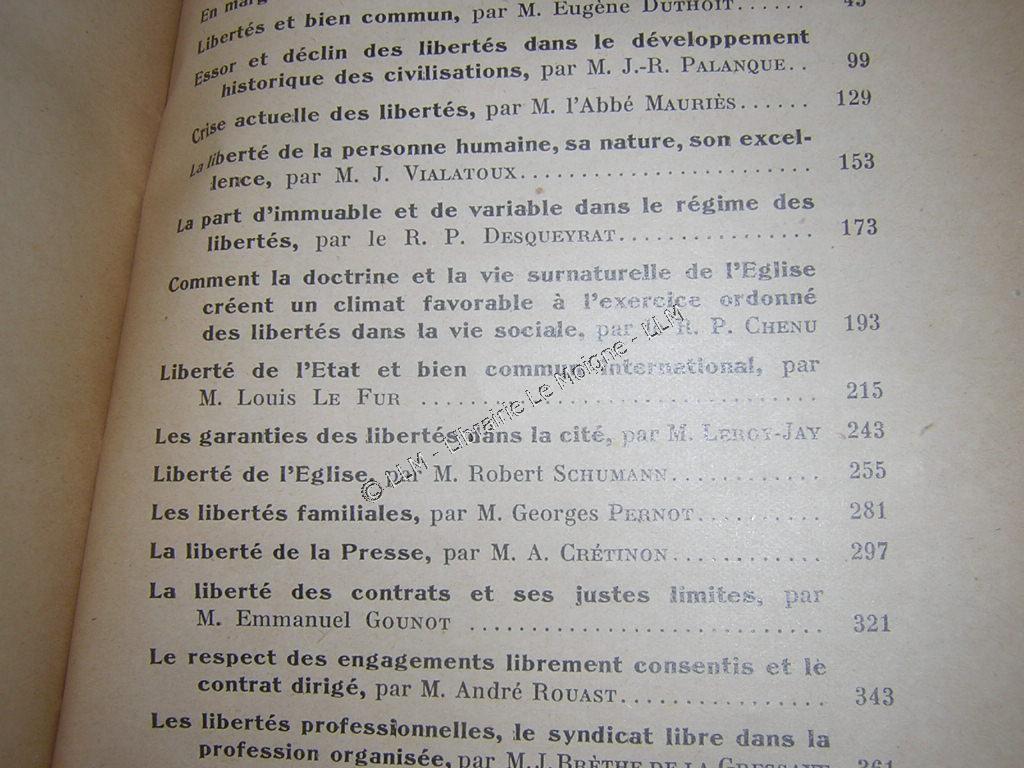 En marg
Libertés et bien commun, par M. Eugène DUTHOIT...... 45
Essor et déclin des libertés dans le développement
historique des civilisations, par M. J.-R. PALANQUE.. 99
Crise actuelle des libertés, par M. l'Abbé MAURIÈS...... 129
La liberté de la personne humaine, sa nature, son excel-
lence, par M. J. VIALATOUX.......................... 153
La part d'immuable et de variable dans le régime des
libertés, par le R. P. DESQUEYRAT................ 173
Comment la doctrine et la vie surnaturelle de l'Eglise
créent un climat favorable à l'exercice ordonné
des libertés dans la vie sociale, par R. P. CHENU 193
Liberté de l'Etat et bien commun international, par
M. Louis LE FUR .................................... 215
Les garanties des libertés dans la cité, par M. LEROY-JAY 243
Liberté de l'Eglise, par M. Robert SCHUMANN............ 255
Les libertés familiales, par M. Georges PERNOT.......... 281
La liberté de la Presse, par M. A. CRÉTINON............ 297
La liberté des contrats et ses justes limites, par
M. Emmanuel GOUNOT ............................ 321
Le respect des engagements librement consentis et le
contrat dirigé, par M. André ROUAST................ 343
Les libertés professionnelles, le syndicat libre dans la
profession organisée, par M. J. BRÈTHE DE LA GRESSAYE 361
© LLM - Librairie Le Moigne - LLM